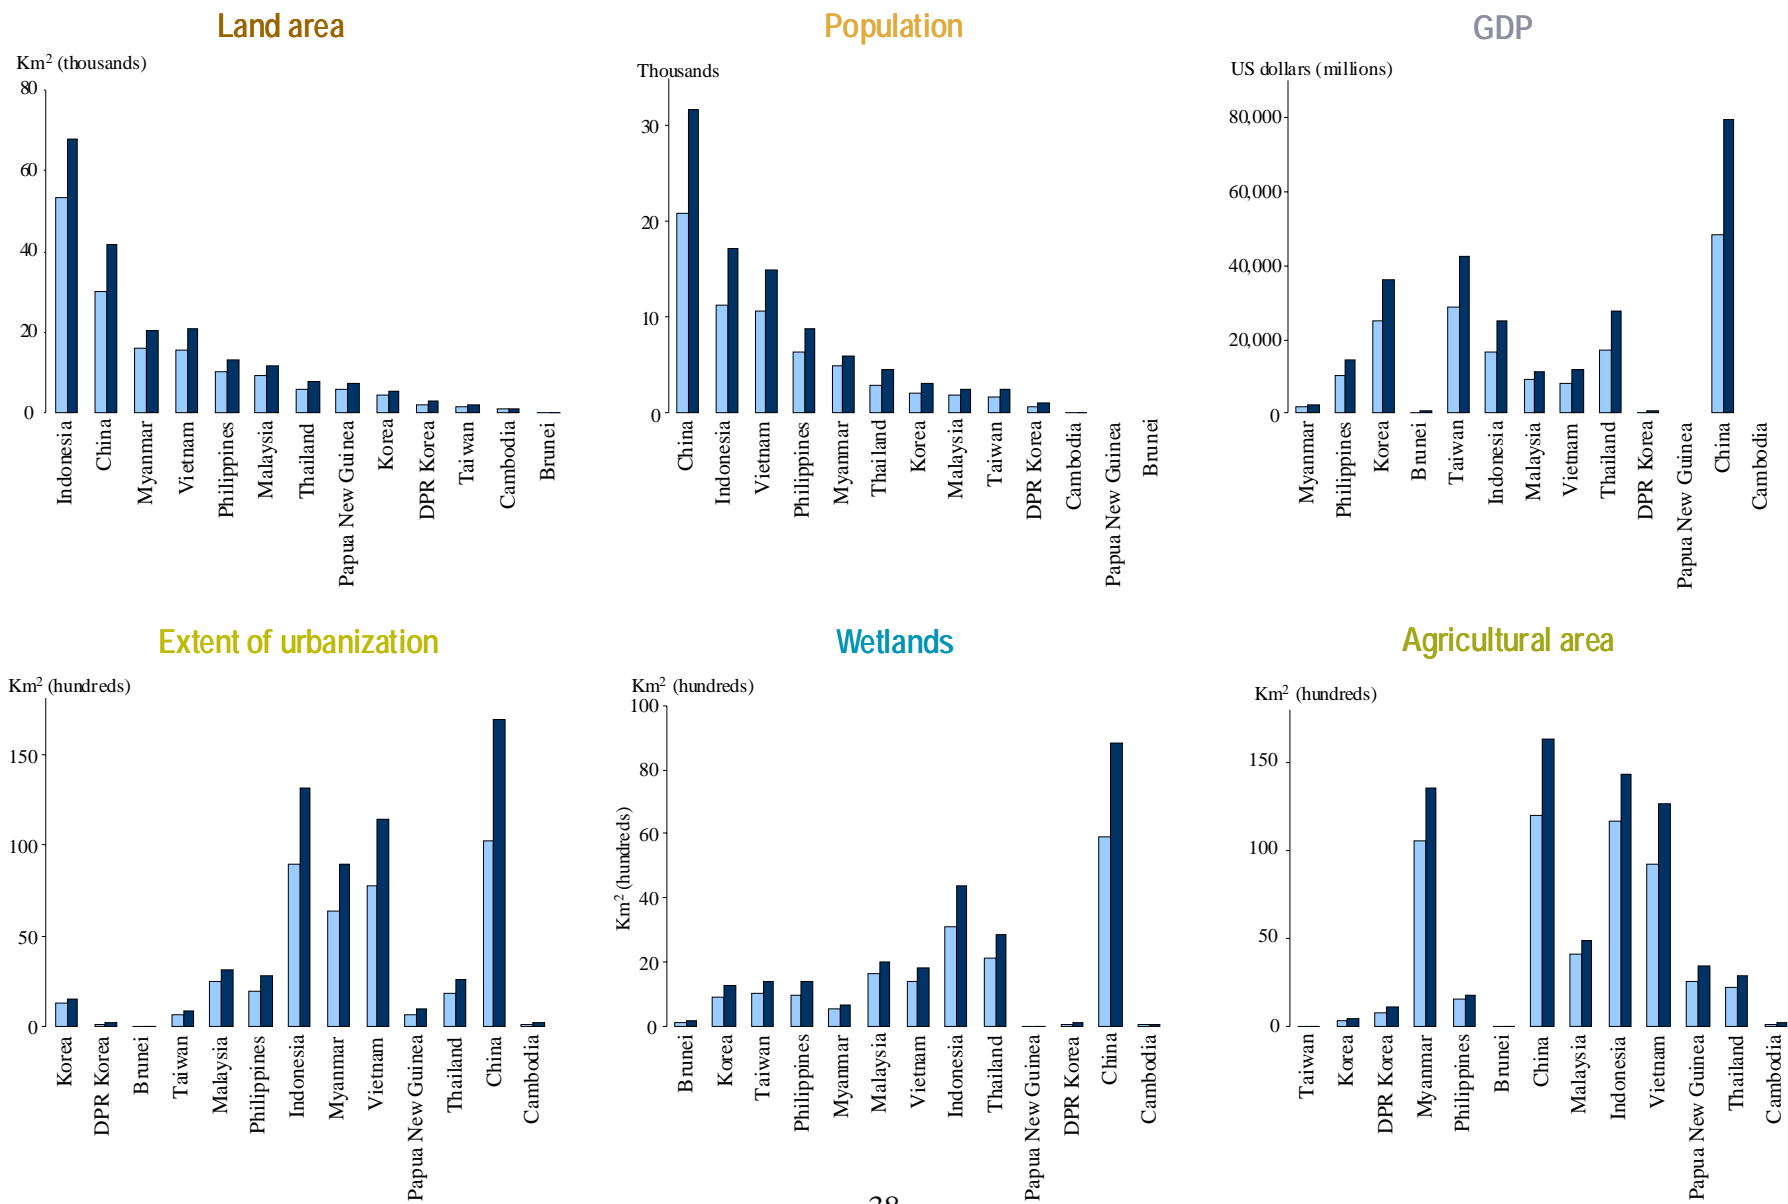 Land area
Km² (thousands)
80
60
40
20
0
Indonesia
China
Myanmar
Vietnam
Philippines
Malaysia
Thailand
Papua New Guinea
Korea
DPR Korea
Taiwan
Cambodia
Brunei
Population
Thousands
30
20
10
0
China
Indonesia
Vietnam
Philippines
Myanmar
Thailand
Korea
Malaysia
Taiwan
DPR Korea
Cambodia
Papua New Guinea
Brunei
GDP
US dollars (millions)
80,000
60,000
40,000
20,000
0
Myanmar
Philippines
Korea
Brunei
Taiwan
Indonesia
Malaysia
Vietnam
Thailand
DPR Korea
Papua New Guinea
China
Cambodia
Extent of urbanization
Km² (hundreds)
150
100
50
0
Korea
DPR Korea
Brunei
Taiwan
Malaysia
Philippines
Indonesia
Myanmar
Vietnam
Papua New Guinea
Thailand
China
Cambodia
Wetlands
Km² (hundreds)
Km² (hundreds)
100
80
60
40
20
0
Brunei
Korea
Taiwan
Philippines
Myanmar
Malaysia
Vietnam
Indonesia
Thailand
Papua New Guinea
DPR Korea
China
Cambodia
Agricultural area
Km² (hundreds)
150
100
50
0
Taiwan
Korea
DPR Korea
Myanmar
Philippines
Brunei
China
Malaysia
Indonesia
Vietnam
Papua New Guinea
Thailand
Cambodia
38